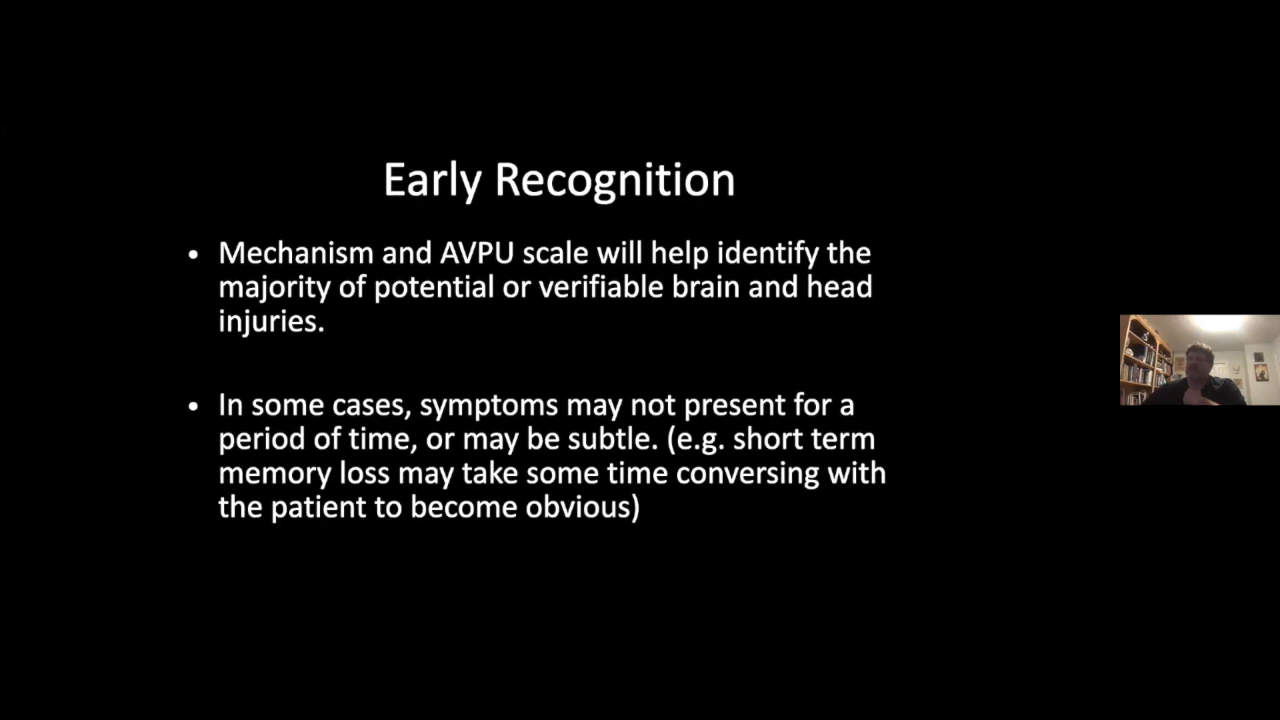 Early Recognition
• Mechanism and AVPU scale will help identify the
majority of potential or verifiable brain and head
injuries.
• In some cases, symptoms may not present for a
period of time, or may be subtle. (e.g. short term
memory loss may take some time conversing with
the patient to become obvious)